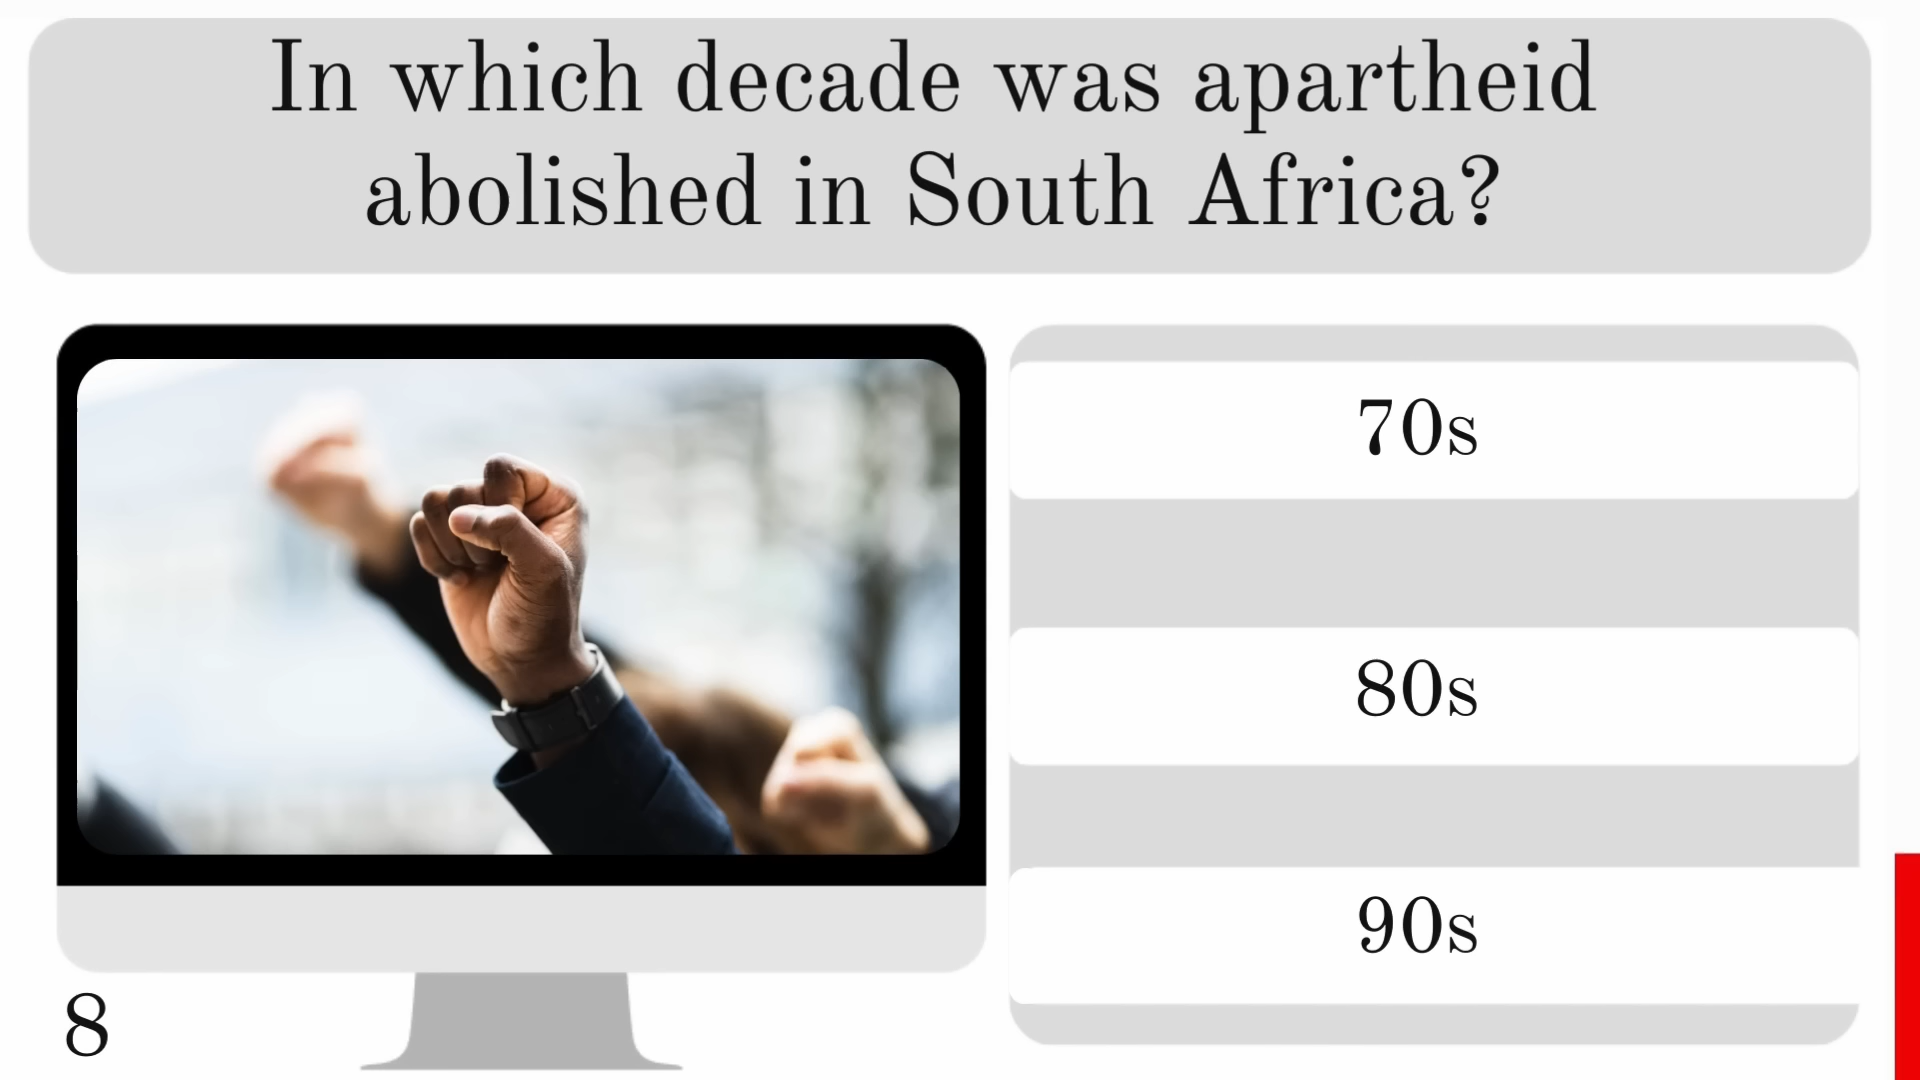 In which decade was apartheid
abolished in South Africa?
70s
80s
90s
8